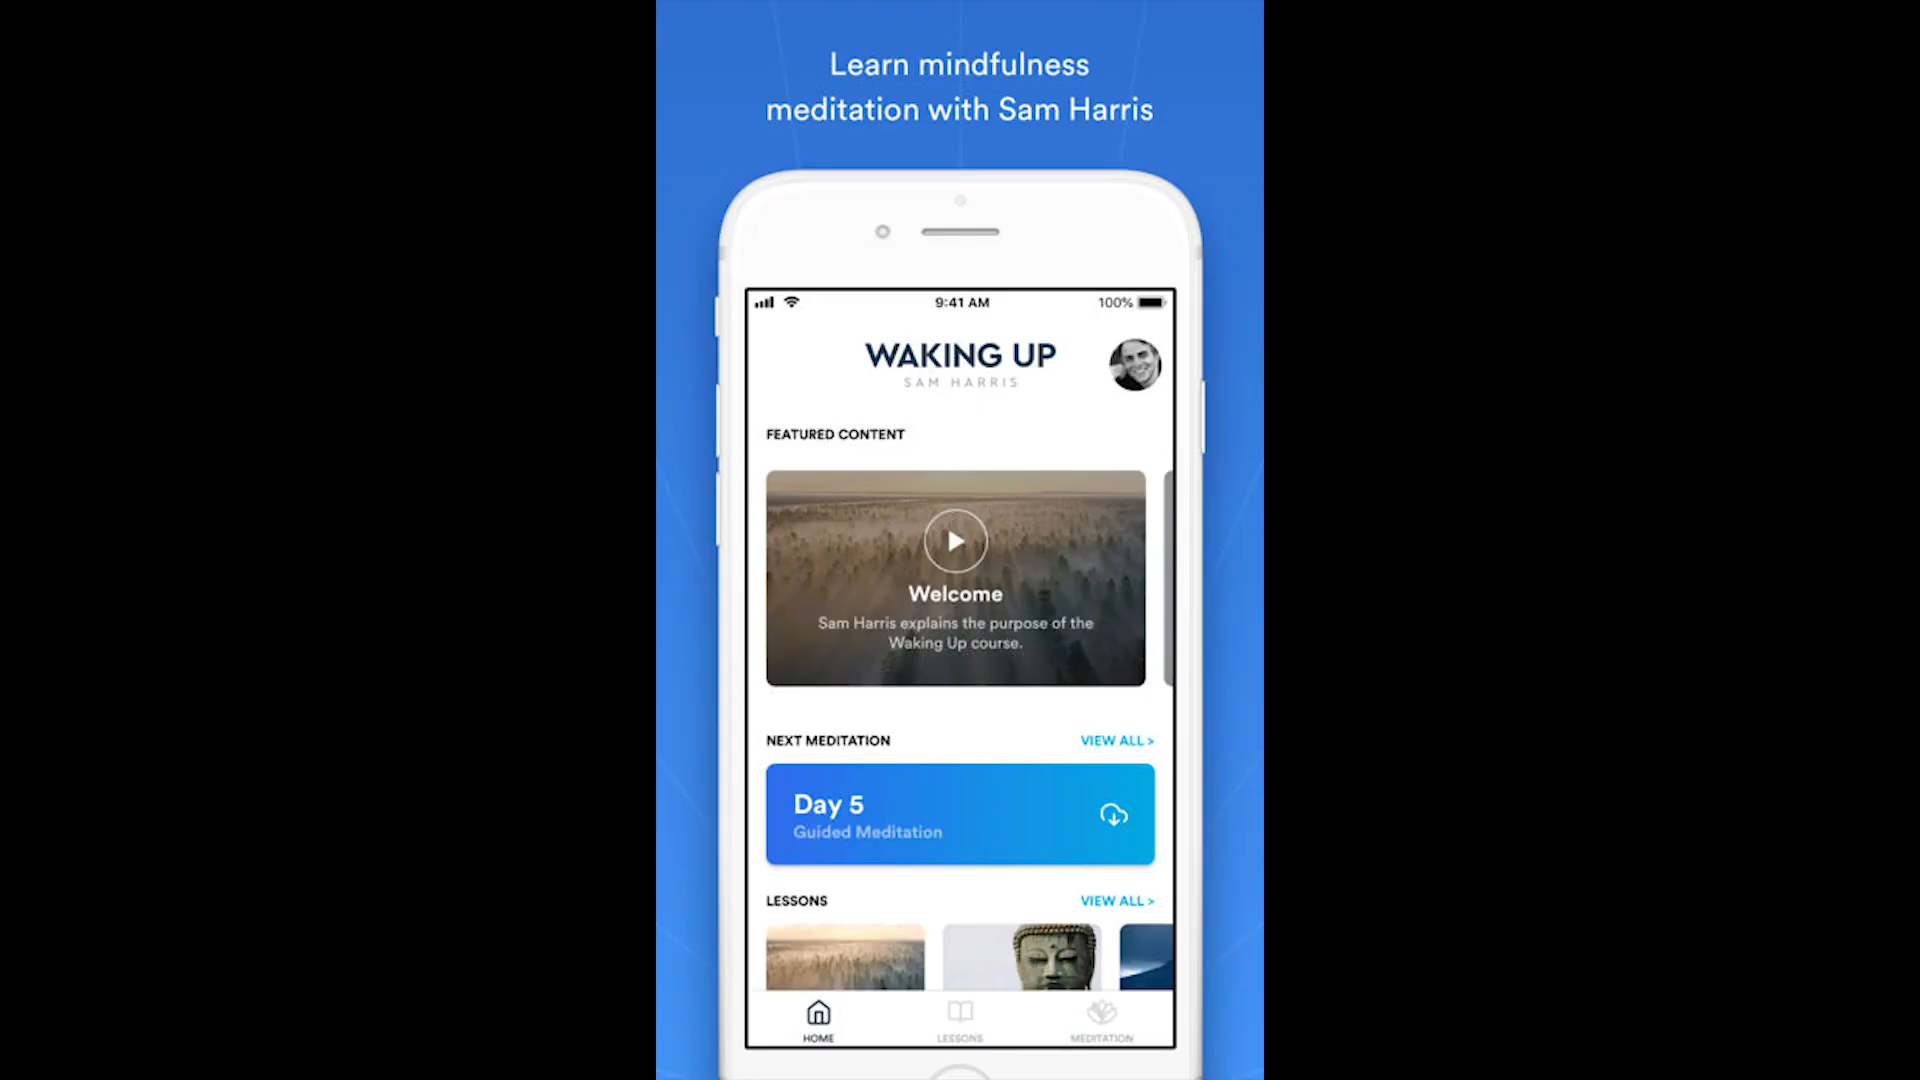 Learn mindfulness
meditation with Sam Harris
9:41 AM
100%
WAKING UP
SAM HARRIS
FEATURED CONTENT
Welcome
Sam Harris explains the purpose of the
Waking Up course.
NEXT MEDITATION
VIEW ALL >
Day 5
Guided Meditation
LESSONS
VIEW ALL >
HOME
LESSONS
MEDITATION